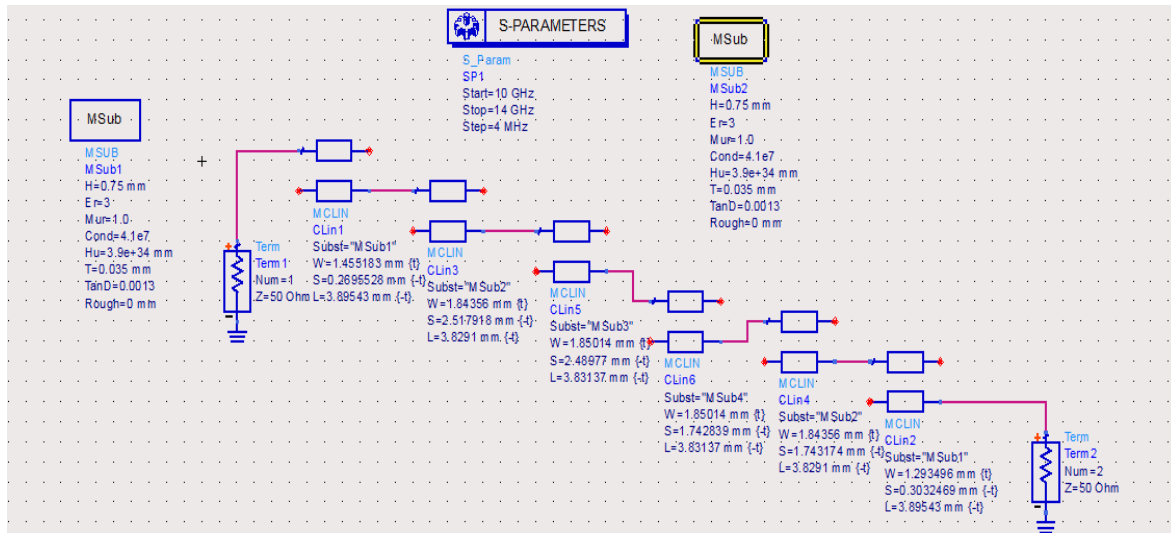 S-PARAMETERS
S_Param
SP1
Start=10 GHz
Stop=14 GHz
Step=4 MHz
MSub
MSUB
MSub2
H=0.75 mm
Er=3
Mur=1.0
Cond=4.1e7
Hu=3.9e+34 mm
T=0.035 mm
TanD=0.0013
Rough=0 mm
MSub
MSUB
MSub1
H=0.75 mm
Er=3
Mur=1.0
Cond=4.1e7
Hu=3.9e+34 mm
T=0.035 mm
TanD=0.0013
Rough=0 mm
Term
Term1
Num=1
Z=50 Ohm
MCLIN
CLin1
Subst="MSub1"
W=1.455183 mm {t}
S=0.2695528 mm {-t}
L=3.89543 mm {-t}
MCLIN
CLin3
Subst="MSub2"
W=1.84356 mm {t}
S=2.517918 mm {-t}
L=3.8291 mm {-t}
MCLIN
CLin5
Subst="MSub3"
W=1.85014 mm {t}
S=2.48977 mm {-t}
L=3.83137 mm {-t}
MCLIN
CLin6
Subst="MSub4"
W=1.85014 mm {t}
S=1.742839 mm {-t}
L=3.83137 mm {-t}
MCLIN
CLin4
Subst="MSub2"
W=1.84356 mm {t}
S=1.743174 mm {-t}
L=3.8291 mm {-t}
MCLIN
CLin2
Subst="MSub1"
W=1.293496 mm {t}
S=0.3032469 mm {-t}
L=3.89543 mm {-t}
Term
Term2
Num=2
Z=50 Ohm